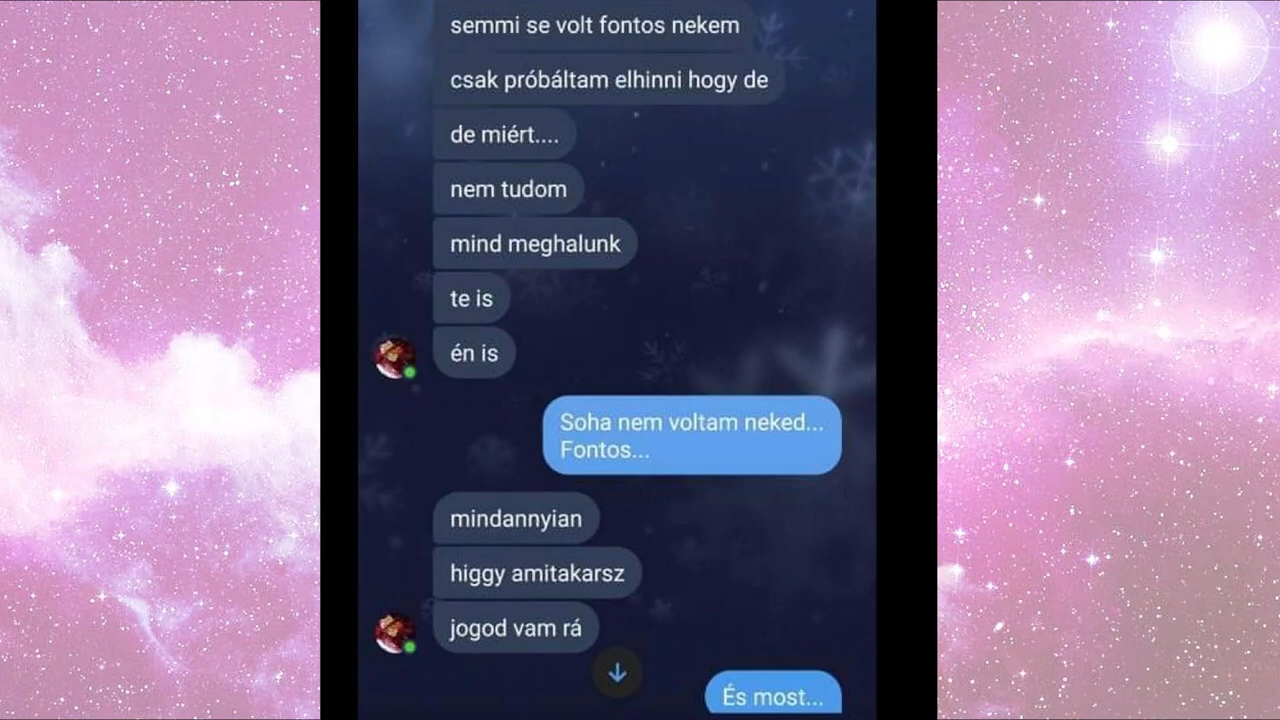 semmi se volt fontos nekem
csak próbáltam elhinni hogy de
de miért....
nem tudom
mind meghalunk
te is
én is
Soha nem voltam neked...
Fontos...
mindannyian
higgy amitakarsz
jogod vam rá
És most...